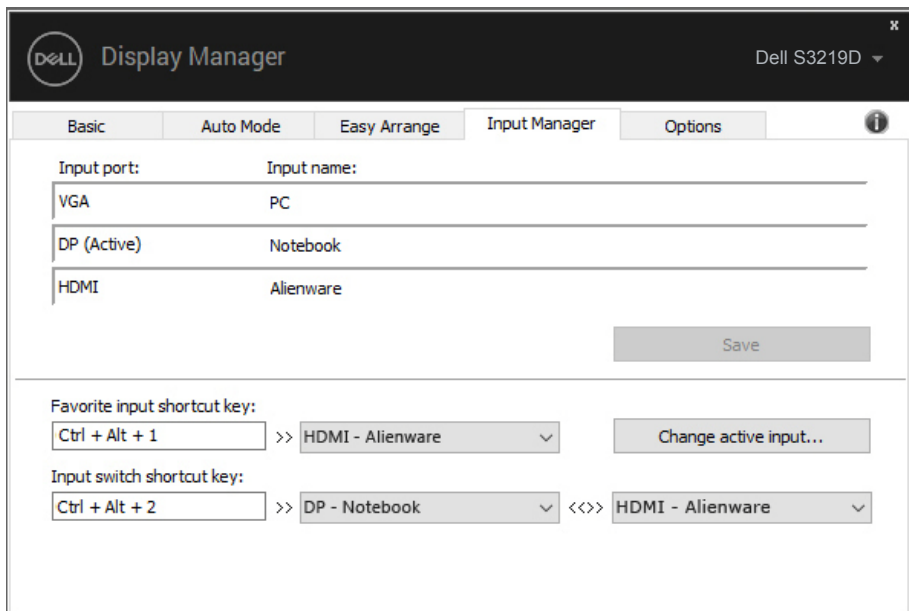 x
DELL Display Manager Dell S3219D
Basic Auto Mode Easy Arrange Input Manager Options i
Input port: Input name:
VGA PC
DP (Active) Notebook
HDMI Alienware
Save
Favorite input shortcut key:
Ctrl + Alt + 1 >> HDMI - Alienware Change active input...
Input switch shortcut key:
Ctrl + Alt + 2 >> DP - Notebook <<>> HDMI - Alienware